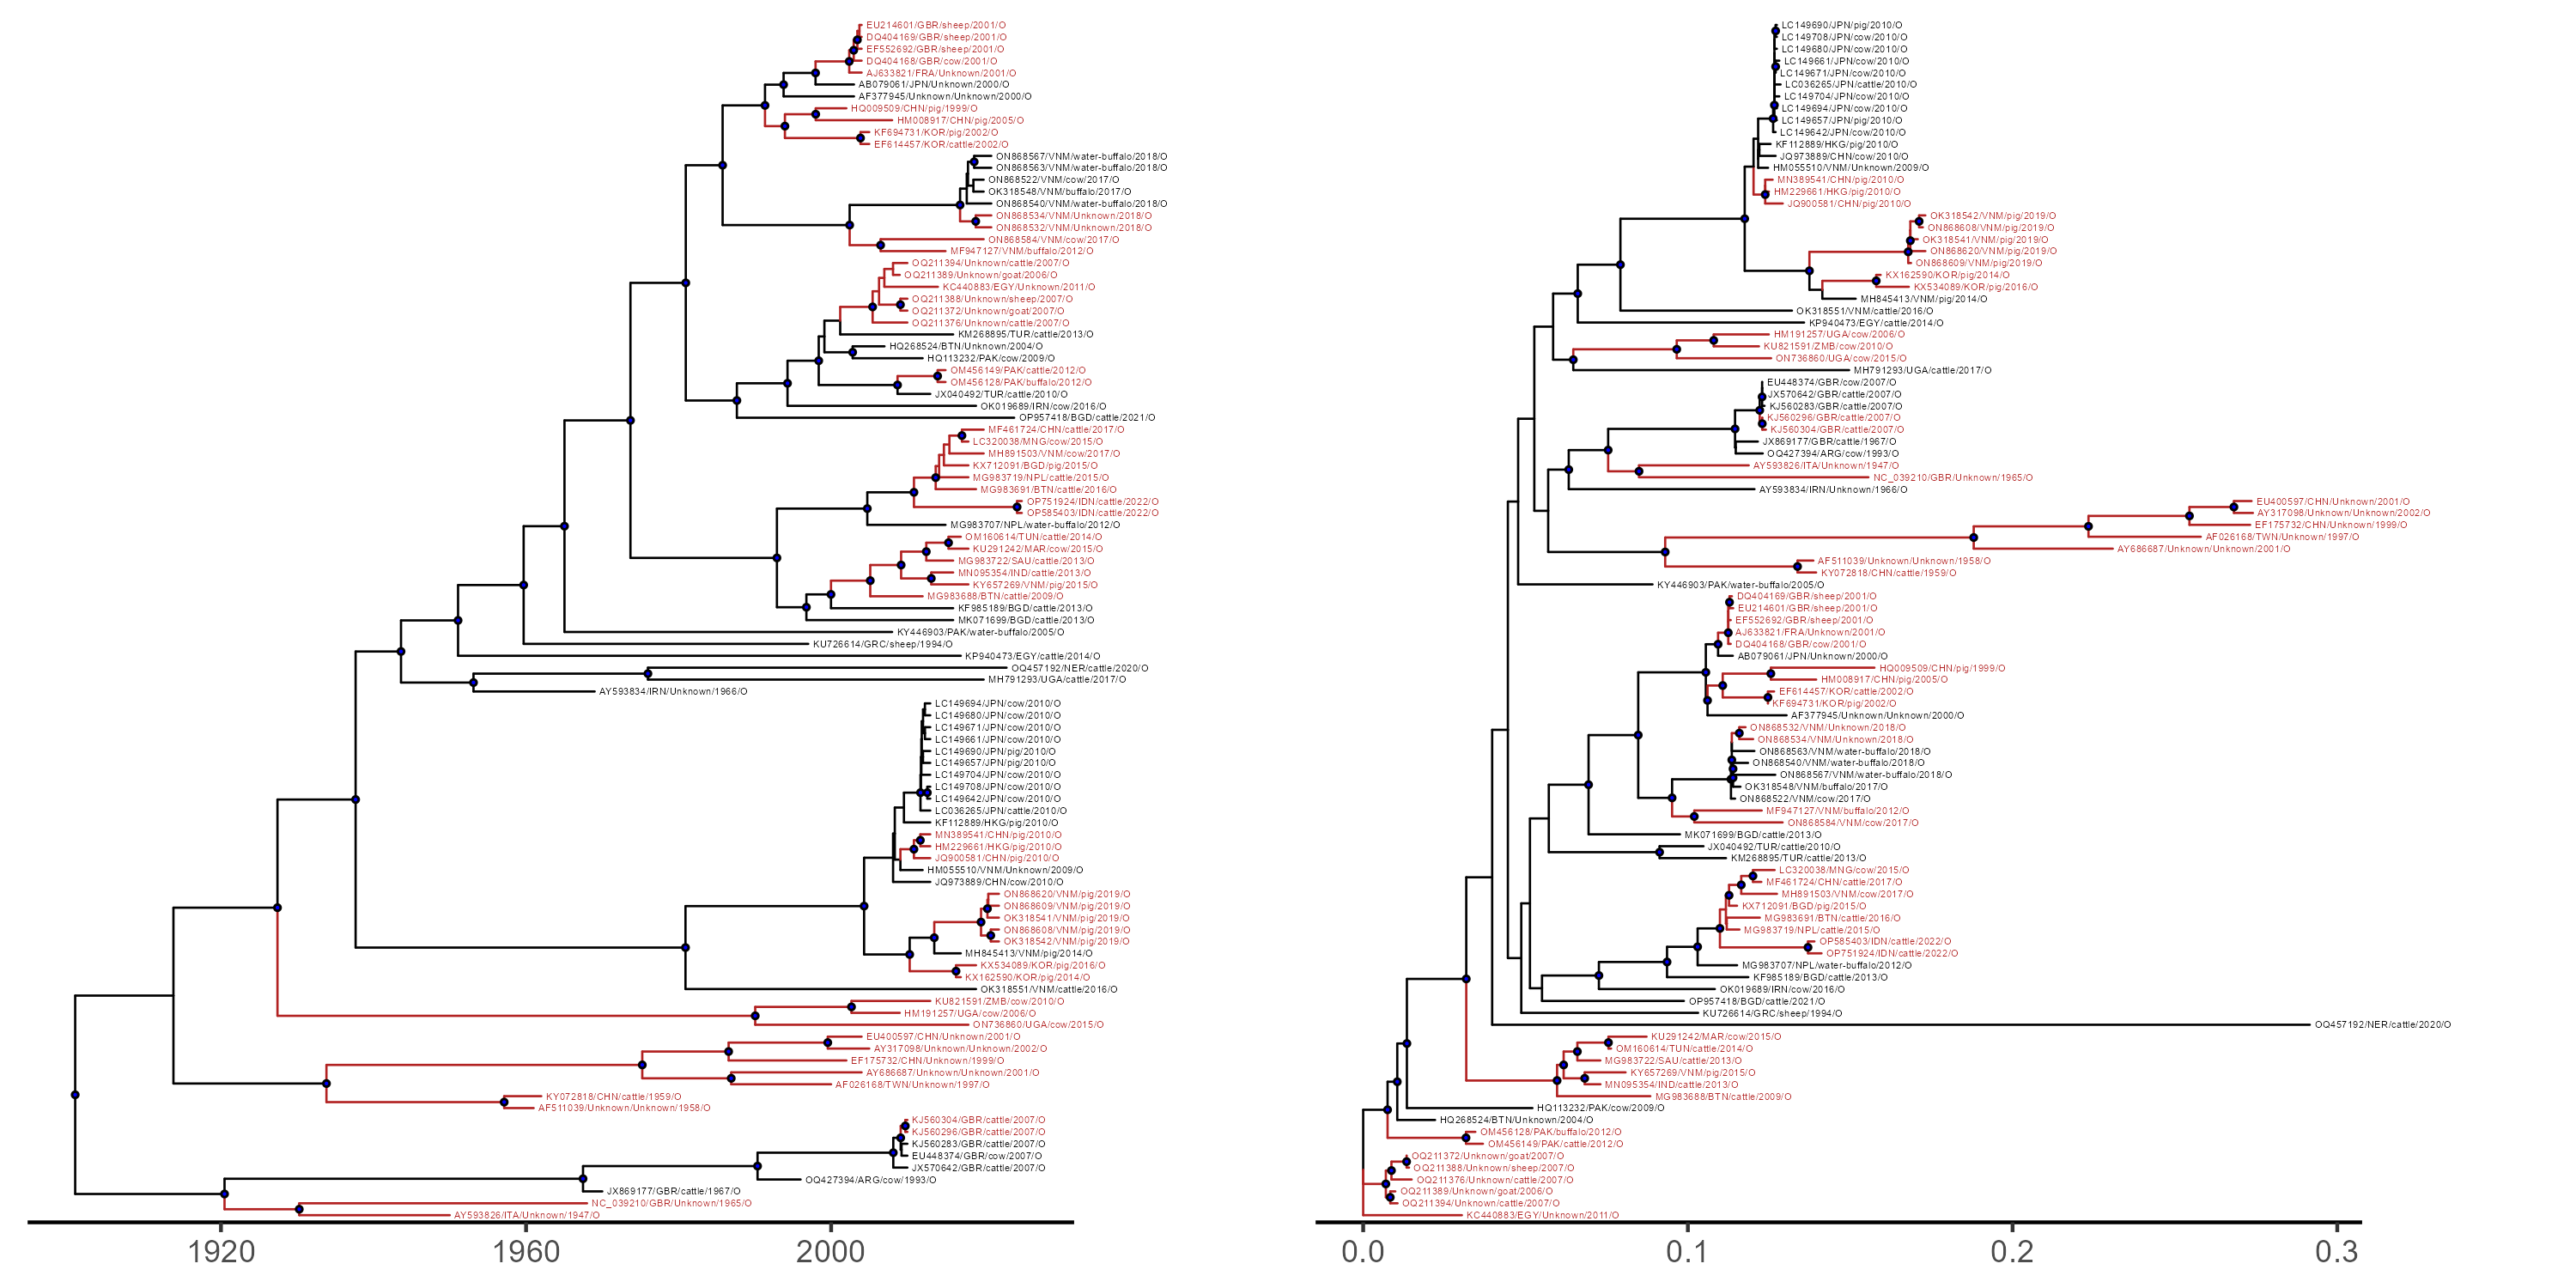 EU214601/GBR/sheep/2001/O
DQ404169/GBR/sheep/2001/O
EF552692/GBR/sheep/2001/O
DQ404168/GBR/cow/2001/O
AJ633821/FRA/Unknown/2001/O
AB079061/JPN/Unknown/2000/O
AF377945/Unknown/Unknown/2000/O
HQ009509/CHN/pig/1999/O
HM008917/CHN/pig/2005/O
KF694731/KOR/pig/2002/O
EF614457/KOR/cattle/2002/O
ON868567/VNM/water-buffalo/2018/O
ON868563/VNM/water-buffalo/2018/O
ON868522/VNM/cow/2017/O
OK318548/VNM/buffalo/2017/O
ON868540/VNM/water-buffalo/2018/O
ON868534/VNM/Unknown/2018/O
ON868532/VNM/Unknown/2018/O
ON868584/VNM/cow/2017/O
MF947127/VNM/buffalo/2012/O
OQ211394/Unknown/cattle/2007/O
OQ211389/Unknown/goat/2006/O
KC440883/EGY/Unknown/2011/O
OQ211388/Unknown/sheep/2007/O
OQ211372/Unknown/goat/2007/O
OQ211376/Unknown/cattle/2007/O
KM268895/TUR/cattle/2013/O
HQ268524/BTN/Unknown/2004/O
HQ113232/PAK/cow/2009/O
OM456149/PAK/cattle/2012/O
OM456128/PAK/buffalo/2012/O
JX040492/TUR/cattle/2010/O
OK019689/IRN/cow/2016/O
OP957418/BGD/cattle/2021/O
MF461724/CHN/cattle/2017/O
LC320038/MNG/cow/2015/O
MH891503/VNM/cow/2017/O
KX712091/BGD/pig/2015/O
MG983719/NPL/cattle/2015/O
MG983691/BTN/cattle/2016/O
OP751924/IDN/cattle/2022/O
OP585403/IDN/cattle/2022/O
MG983707/NPL/water-buffalo/2012/O
OM160614/TUN/cattle/2014/O
KU291242/MAR/cow/2015/O
MG983722/SAU/cattle/2013/O
MN095354/IND/cattle/2013/O
KY657269/VNM/pig/2015/O
MG983688/BTN/cattle/2009/O
KF985189/BGD/cattle/2013/O
MK071699/BGD/cattle/2013/O
KY446903/PAK/water-buffalo/2005/O
KU726614/GRC/sheep/1994/O
KP940473/EGY/cattle/2014/O
OQ457192/NER/cattle/2020/O
MH791293/UGA/cattle/2017/O
AY593834/IRN/Unknown/1966/O
LC149694/JPN/cow/2010/O
LC149680/JPN/cow/2010/O
LC149671/JPN/cow/2010/O
LC149661/JPN/cow/2010/O
LC149690/JPN/pig/2010/O
LC149657/JPN/pig/2010/O
LC149704/JPN/cow/2010/O
LC149708/JPN/cow/2010/O
LC149642/JPN/cow/2010/O
LC036265/JPN/cattle/2010/O
KF112889/HKG/pig/2010/O
MN389541/CHN/pig/2010/O
HM229661/HKG/pig/2010/O
JQ900581/CHN/pig/2010/O
HM055510/VNM/Unknown/2009/O
JQ973889/CHN/cow/2010/O
ON868620/VNM/pig/2019/O
ON868609/VNM/pig/2019/O
OK318541/VNM/pig/2019/O
ON868608/VNM/pig/2019/O
OK318542/VNM/pig/2019/O
MH845413/VNM/pig/2014/O
KX534089/KOR/pig/2016/O
KX162590/KOR/pig/2014/O
OK318551/VNM/cattle/2016/O
KU821591/ZMB/cow/2010/O
HM191257/UGA/cow/2006/O
ON736860/UGA/cow/2015/O
EU400597/CHN/Unknown/2001/O
AY317098/Unknown/Unknown/2002/O
EF175732/CHN/Unknown/1999/O
AY686687/Unknown/Unknown/2001/O
AF026168/TWN/Unknown/1997/O
KY072818/CHN/cattle/1959/O
AF511039/Unknown/Unknown/1958/O
KJ560304/GBR/cattle/2007/O
KJ560296/GBR/cattle/2007/O
KJ560283/GBR/cattle/2007/O
EU448374/GBR/cow/2007/O
JX570642/GBR/cattle/2007/O
OQ427394/ARG/cow/1993/O
JX869177/GBR/cattle/1967/O
NC_039210/GBR/Unknown/1965/O
AY593826/ITA/Unknown/1947/O
1920 1960 2000
LC149690/JPN/pig/2010/O
LC149708/JPN/cow/2010/O
LC149680/JPN/cow/2010/O
LC149661/JPN/cow/2010/O
LC149671/JPN/cow/2010/O
LC036265/JPN/cattle/2010/O
LC149704/JPN/cow/2010/O
LC149694/JPN/cow/2010/O
LC149657/JPN/pig/2010/O
LC149642/JPN/cow/2010/O
KF112889/HKG/pig/2010/O
JQ973889/CHN/cow/2010/O
HM055510/VNM/Unknown/2009/O
MN389541/CHN/pig/2010/O
HM229661/HKG/pig/2010/O
JQ900581/CHN/pig/2010/O
OK318542/VNM/pig/2019/O
ON868608/VNM/pig/2019/O
OK318541/VNM/pig/2019/O
ON868620/VNM/pig/2019/O
ON868609/VNM/pig/2019/O
KX162590/KOR/pig/2014/O
KX534089/KOR/pig/2016/O
MH845413/VNM/pig/2014/O
OK318551/VNM/cattle/2016/O
KP940473/EGY/cattle/2014/O
HM191257/UGA/cow/2006/O
KU821591/ZMB/cow/2010/O
ON736860/UGA/cow/2015/O
MH791293/UGA/cattle/2017/O
EU448374/GBR/cow/2007/O
JX570642/GBR/cattle/2007/O
KJ560283/GBR/cattle/2007/O
KJ560296/GBR/cattle/2007/O
KJ560304/GBR/cattle/2007/O
JX869177/GBR/cattle/1967/O
OQ427394/ARG/cow/1993/O
AY593826/ITA/Unknown/1947/O
NC_039210/GBR/Unknown/1965/O
AY593834/IRN/Unknown/1966/O
EU400597/CHN/Unknown/2001/O
AY317098/Unknown/Unknown/2002/O
EF175732/CHN/Unknown/1999/O
AF026168/TWN/Unknown/1997/O
AY686687/Unknown/Unknown/2001/O
AF511039/Unknown/Unknown/1958/O
KY072818/CHN/cattle/1959/O
KY446903/PAK/water-buffalo/2005/O
DQ404169/GBR/sheep/2001/O
EU214601/GBR/sheep/2001/O
EF552692/GBR/sheep/2001/O
AJ633821/FRA/Unknown/2001/O
DQ404168/GBR/cow/2001/O
AB079061/JPN/Unknown/2000/O
HQ009509/CHN/pig/1999/O
HM008917/CHN/pig/2005/O
EF614457/KOR/cattle/2002/O
KF694731/KOR/pig/2002/O
AF377945/Unknown/Unknown/2000/O
ON868532/VNM/Unknown/2018/O
ON868534/VNM/Unknown/2018/O
ON868563/VNM/water-buffalo/2018/O
ON868540/VNM/water-buffalo/2018/O
ON868567/VNM/water-buffalo/2018/O
OK318548/VNM/buffalo/2017/O
ON868522/VNM/cow/2017/O
MF947127/VNM/buffalo/2012/O
ON868584/VNM/cow/2017/O
MK071699/BGD/cattle/2013/O
JX040492/TUR/cattle/2010/O
KM268895/TUR/cattle/2013/O
LC320038/MNG/cow/2015/O
MF461724/CHN/cattle/2017/O
MH891503/VNM/cow/2017/O
KX712091/BGD/pig/2015/O
MG983691/BTN/cattle/2016/O
MG983719/NPL/cattle/2015/O
OP585403/IDN/cattle/2022/O
OP751924/IDN/cattle/2022/O
MG983707/NPL/water-buffalo/2012/O
KF985189/BGD/cattle/2013/O
OK019689/IRN/cow/2016/O
OP957418/BGD/cattle/2021/O
KU726614/GRC/sheep/1994/O
OQ457192/NER/cattle/2020/O
KU291242/MAR/cow/2015/O
OM160614/TUN/cattle/2014/O
MG983722/SAU/cattle/2013/O
KY657269/VNM/pig/2015/O
MN095354/IND/cattle/2013/O
MG983688/BTN/cattle/2009/O
HQ113232/PAK/cow/2009/O
HQ268524/BTN/Unknown/2004/O
OM456128/PAK/buffalo/2012/O
OM456149/PAK/cattle/2012/O
OQ211372/Unknown/goat/2007/O
OQ211388/Unknown/sheep/2007/O
OQ211376/Unknown/cattle/2007/O
OQ211389/Unknown/goat/2006/O
OQ211394/Unknown/cattle/2007/O
KC440883/EGY/Unknown/2011/O
0.0 0.1 0.2 0.3